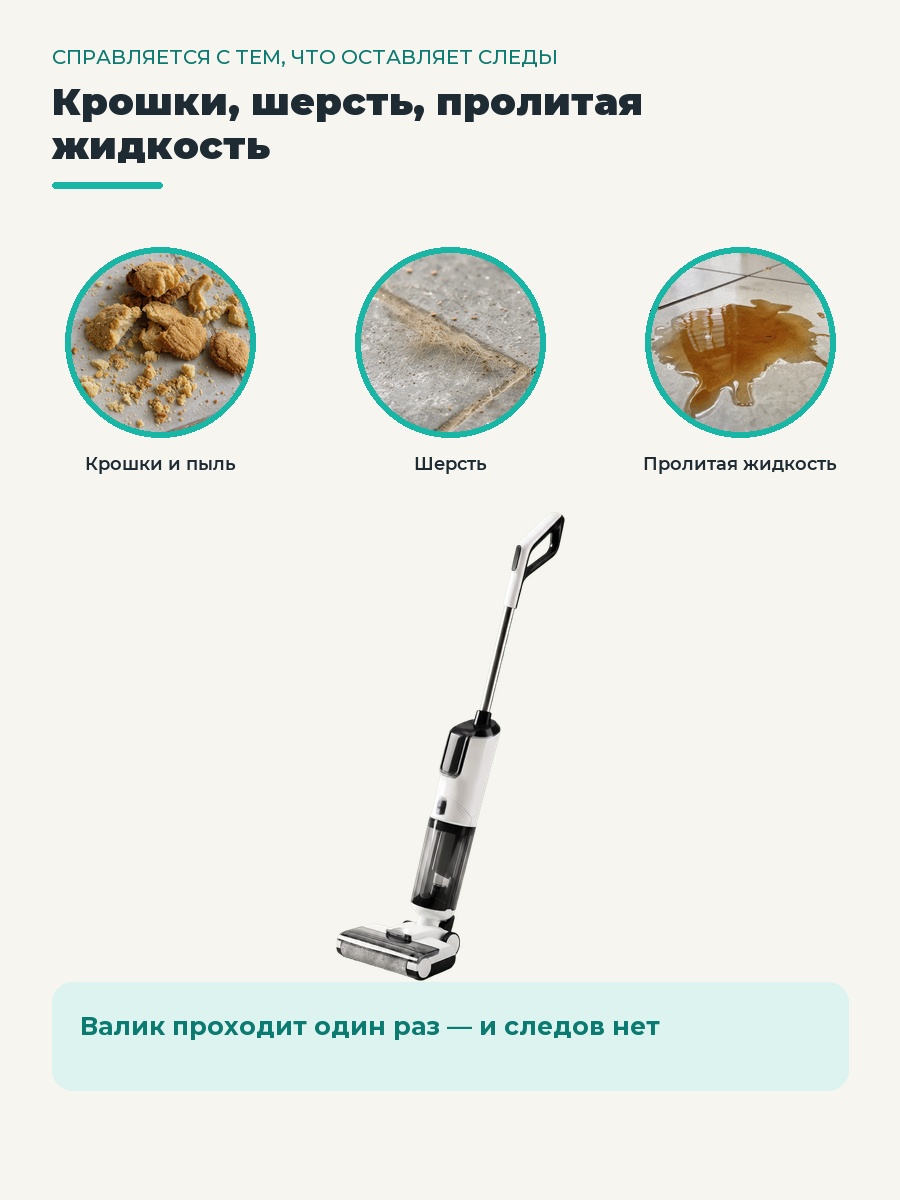 СПРАВЛЯЕТСЯ С ТЕМ, ЧТО ОСТАВЛЯЕТ СЛЕДЫ
Крошки, шерсть, пролитая
жидкость
Крошки и пыль
Шерсть
Пролитая жидкость
Валик проходит один раз — и следов нет